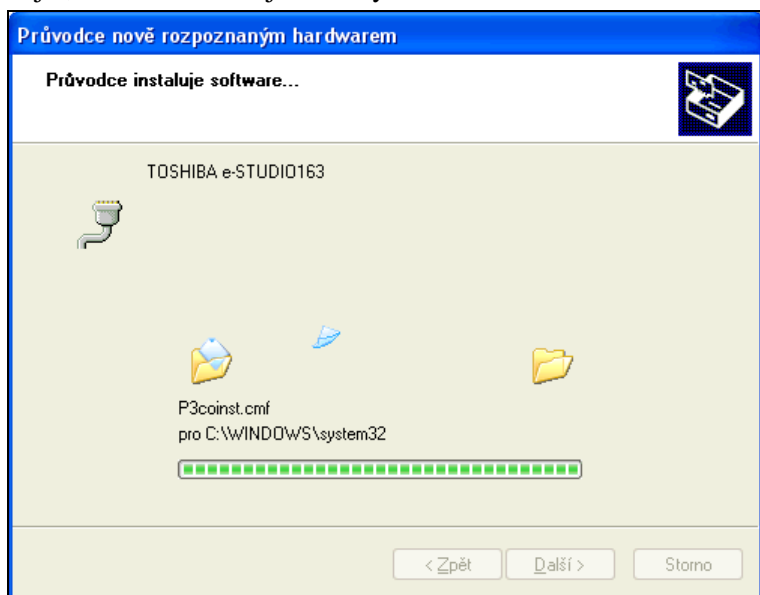 Průvodce nově rozpoznaným hardwarem
Průvodce instaluje software...
TOSHIBA e-STUDIO163
P3coinst.cmf
pro C:\WINDOWS\system32
< Zpět
Další >
Storno